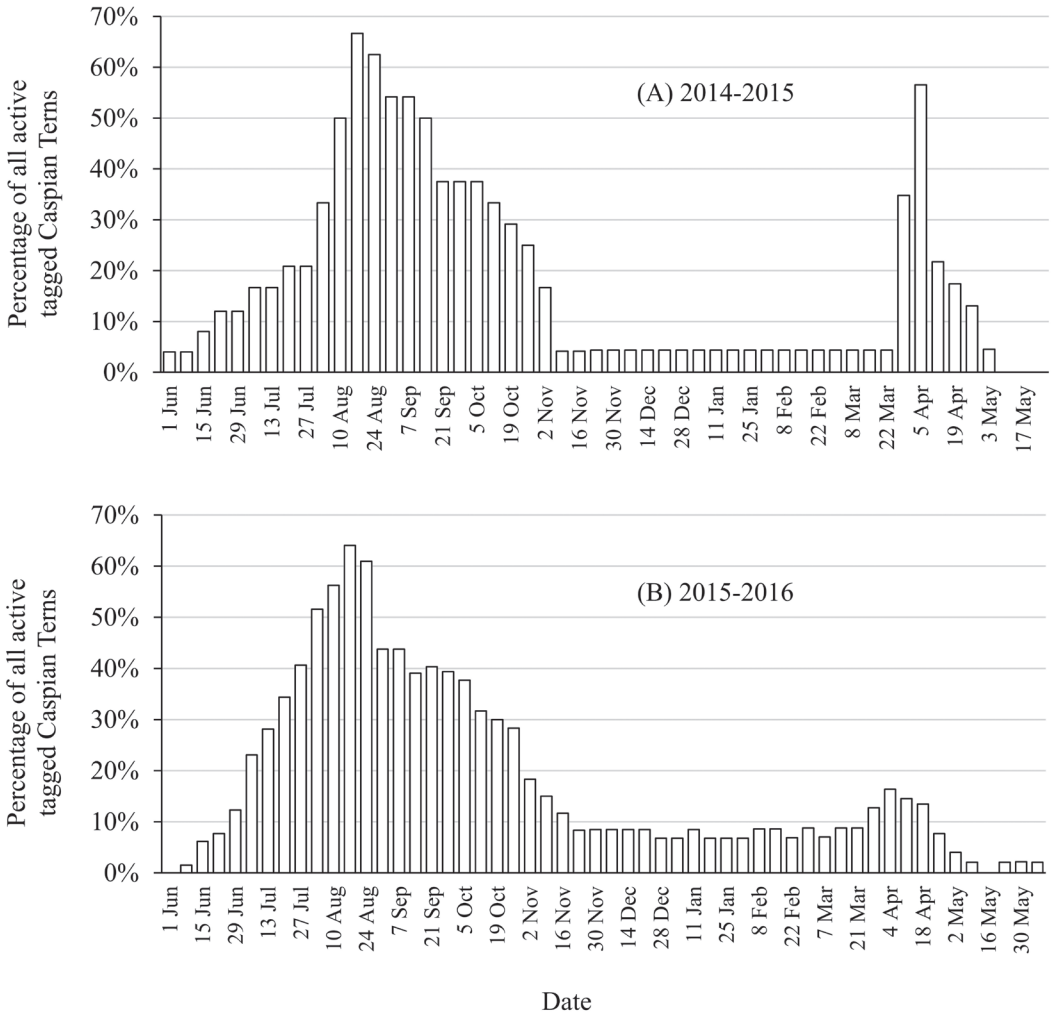 70%
60%
50%
40%
30%
20%
10%
0%
Percentage of all active
tagged Caspian Terns
(A) 2014-2015
1 Jun
15 Jun
29 Jun
13 Jul
27 Jul
10 Aug
24 Aug
7 Sep
21 Sep
5 Oct
19 Oct
2 Nov
16 Nov
30 Nov
14 Dec
28 Dec
11 Jan
25 Jan
8 Feb
22 Feb
8 Mar
22 Mar
5 Apr
19 Apr
3 May
17 May
70%
60%
50%
40%
30%
20%
10%
0%
Percentage of all active
tagged Caspian Terns
(B) 2015-2016
1 Jun
15 Jun
29 Jun
13 Jul
27 Jul
10 Aug
24 Aug
7 Sep
21 Sep
5 Oct
19 Oct
2 Nov
16 Nov
30 Nov
14 Dec
28 Dec
11 Jan
25 Jan
8 Feb
22 Feb
7 Mar
21 Mar
4 Apr
18 Apr
2 May
16 May
30 May
Date